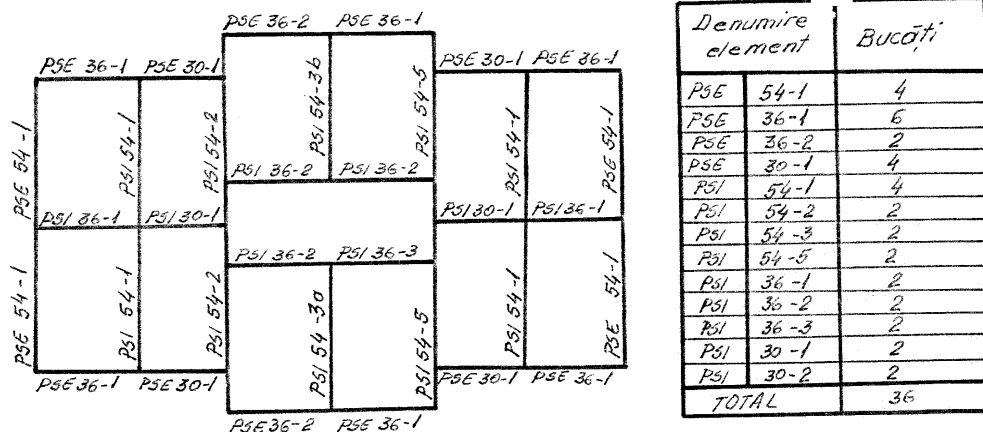 PSE 36-2 PSE 36-1
PSE 36-1 PSE 30-1
PSE 30-1 PSE 36-1
PSE 54-1
PSI 54-1
PSI 54-2
PSI 54-3b
PSI 54-5
PSI 54-1
PSE 54-1
PSI 36-2 PSI 36-2
PSI 36-1 PSI 30-1
PSI 30-1 PSI 36-1
PSI 36-2 PSI 36-3
PSE 54-1
PSI 54-1
PSI 54-2
PSI 54-3a
PSI 54-5
PSI 54-1
PSE 54-1
PSE 36-1 PSE 30-1
PSE 30-1 PSE 36-1
PSE 36-2 PSE 36-1
Denumire
element
Bucăți
PSE 54-1 4
PSE 36-1 6
PSE 36-2 2
PSE 30-1 4
PSI 54-1 4
PSI 54-2 2
PSI 54-3 2
PSI 54-5 2
PSI 36-1 2
PSI 36-2 2
PSI 36-3 2
PSI 30-1 2
PSI 30-2 2
TOTAL 36